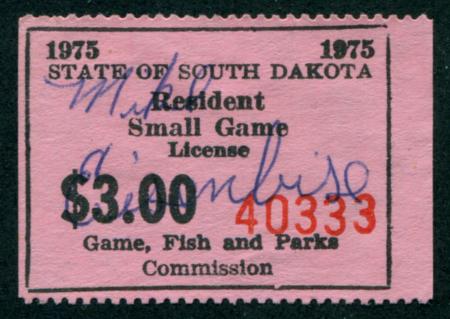 1975 1975
STATE OF SOUTH DAKOTA
Mike
Resident
Small Game
License
$3.00 40333
Game, Fish and Parks
Commission